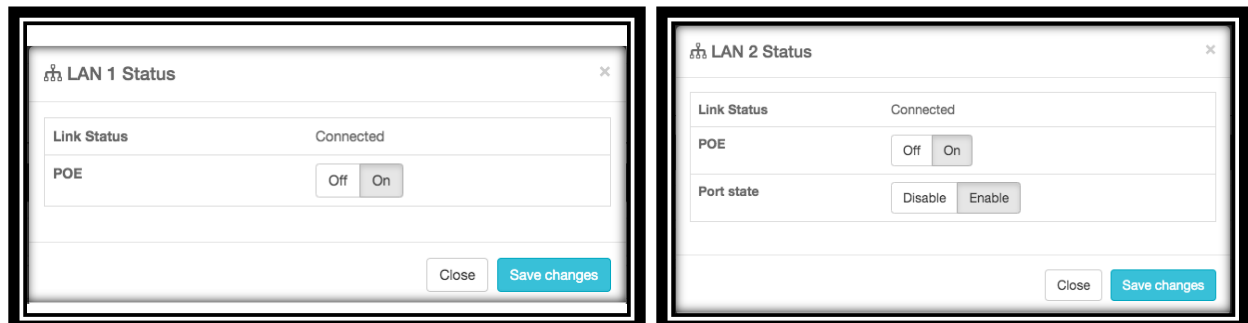 LAN 1 Status
×
Link Status Connected
POE Off On
Close Save changes
LAN 2 Status
×
Link Status Connected
POE Off On
Port state Disable Enable
Close Save changes